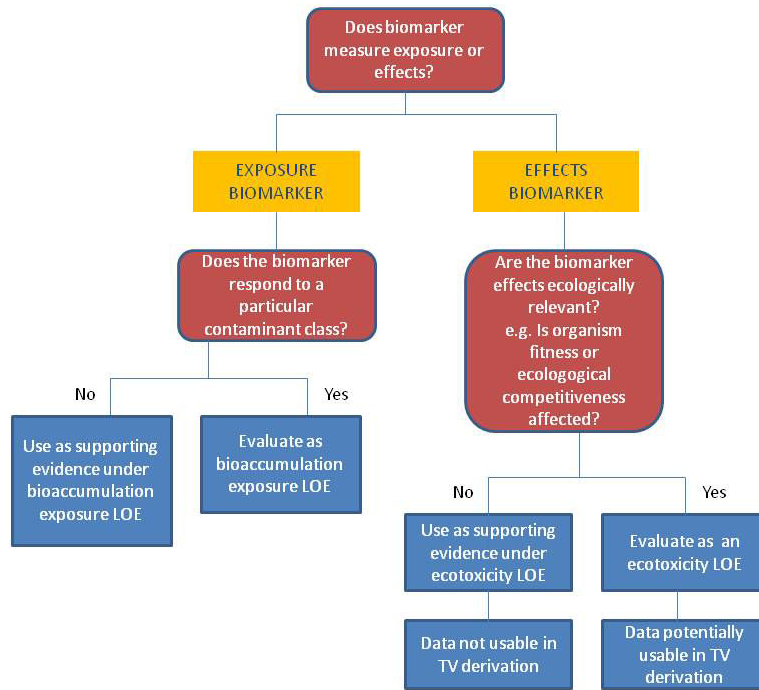 Does biomarker
measure exposure or
effects?
EXPOSURE
BIOMARKER
EFFECTS
BIOMARKER
Does the biomarker
respond to a
particular
contaminant class?
Are the biomarker
effects ecologically
relevant?
e.g. Is organism
fitness or
ecologogical
competitiveness
affected?
No
Yes
Use as supporting
evidence under
bioaccumulation
exposure LOE
Evaluate as
bioaccumulation
exposure LOE
No
Yes
Use as supporting
evidence under
ecotoxicity LOE
Evaluate as an
ecotoxicity LOE
Data not usable in
TV derivation
Data potentially
usable in TV
derivation